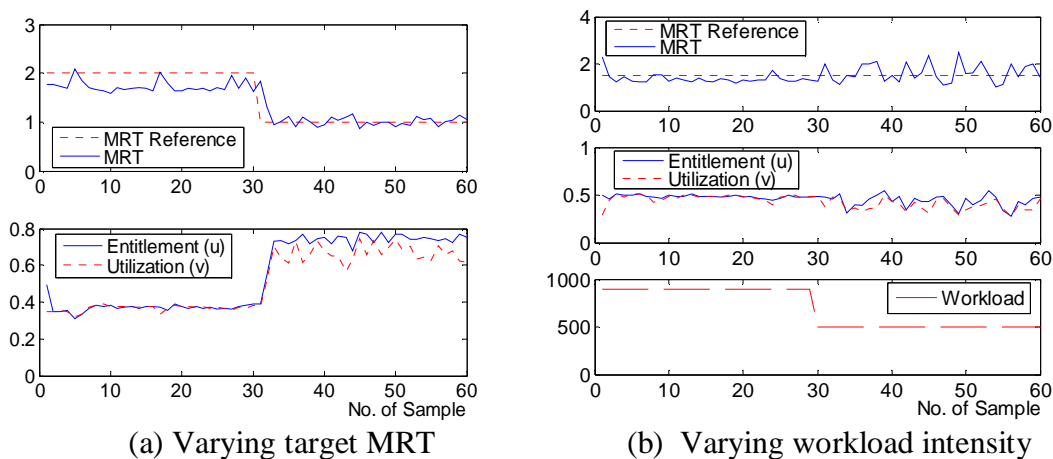 3
2
1
0
0 10 20 30 40 50 60
MRT Reference
MRT
0.8
0.6
0.4
0.2
0
0 10 20 30 40 50 60
Entitlement (u)
Utilization (v)
No. of Sample
(a) Varying target MRT
4
2
0
0 10 20 30 40 50 60
MRT Reference
MRT
1
0.5
0
0 10 20 30 40 50 60
Entitlement (u)
Utilization (v)
1000
500
0
0 10 20 30 40 50 60
Workload
No. of Sample
(b) Varying workload intensity